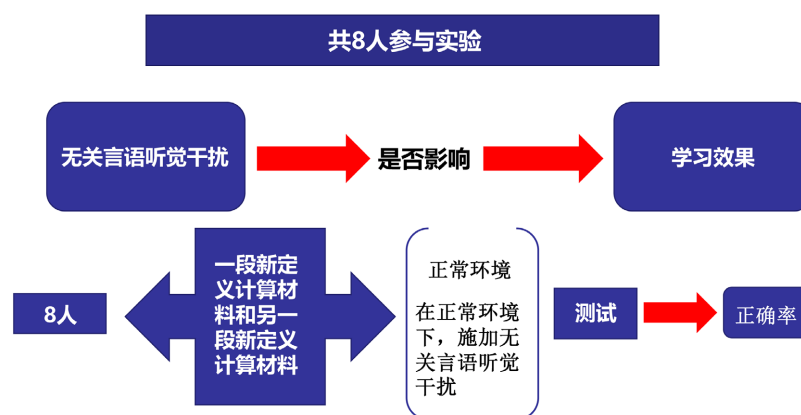 共8人参与实验
无关言语听觉干扰
是否影响
学习效果
8人
一段新定
义计算材
料和另一
段新定义
计算材料
正常环境
在正常环境
下，施加无
关言语听觉
干扰
测试
正确率